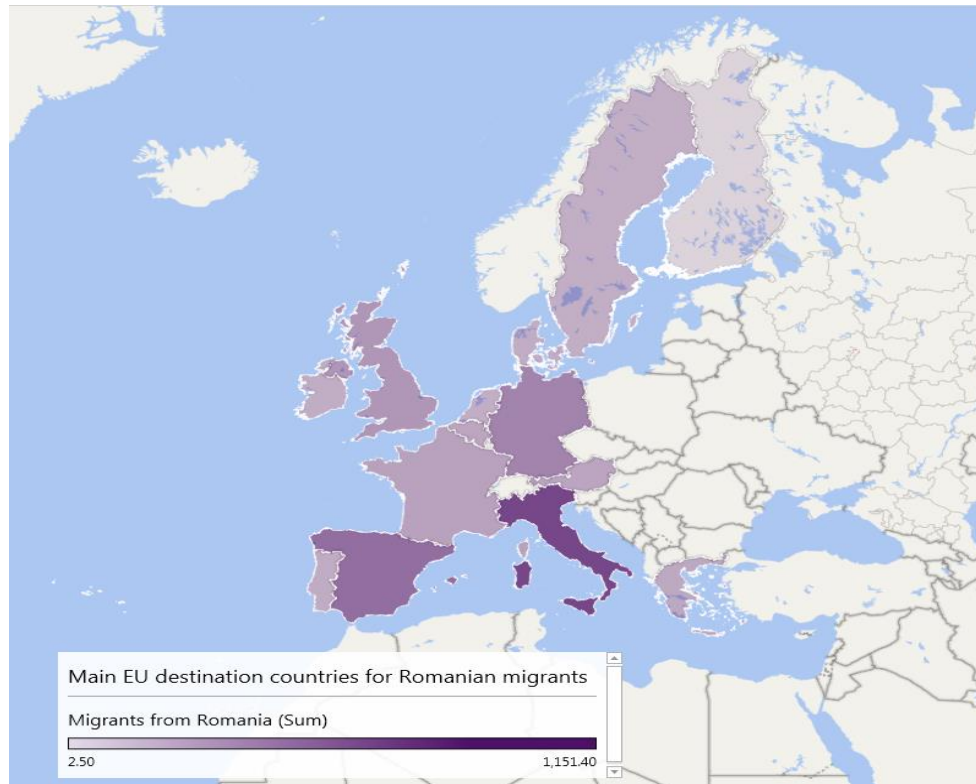 Main EU destination countries for Romanian migrants
Migrants from Romania (Sum)
2.50 1,151.40